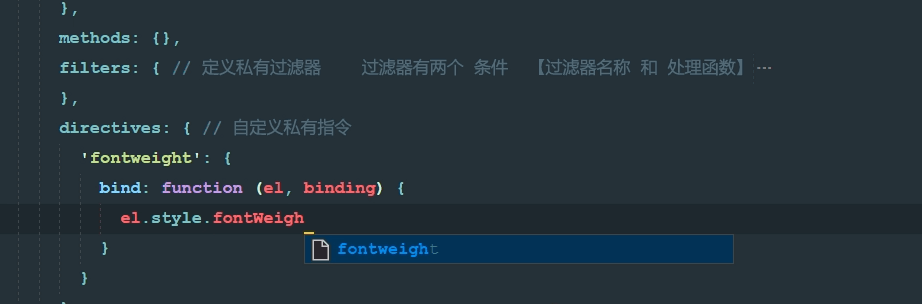 },
methods: {},
filters: { // 定义私有过滤器    过滤器有两个 条件  【过滤器名称 和 处理函数】 …
},
directives: { // 自定义私有指令
'fontweight': {
bind: function (el, binding) {
el.style.fontWeigh
fontweight
}
}